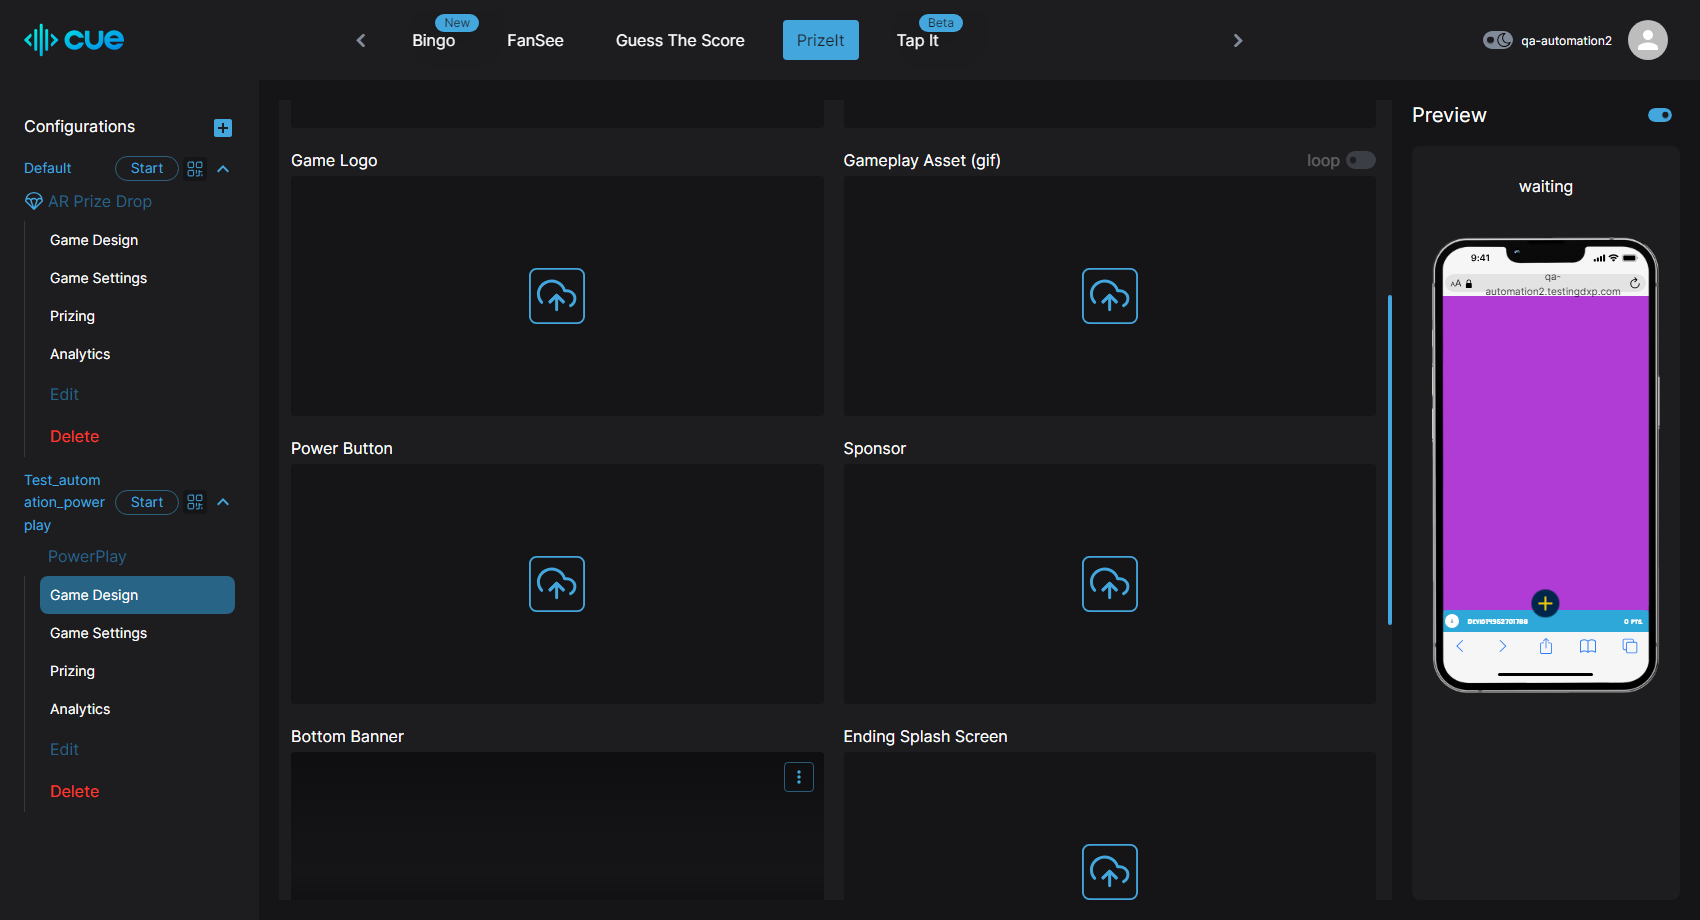 cue
New
Bingo
FanSee
Guess The Score
PrizeIt
Beta
Tap It
qa-automation2
Configurations
Default
Start
AR Prize Drop
Game Design
Game Settings
Prizing
Analytics
Edit
Delete
Test_autom
ation_power
play
Start
PowerPlay
Game Design
Game Settings
Prizing
Analytics
Edit
Delete
Game Logo
Gameplay Asset (gif)
loop
Power Button
Sponsor
Bottom Banner
Ending Splash Screen
Preview
waiting
9:41
AA
qa-
automation2.testingdxp.com
0 PTS.